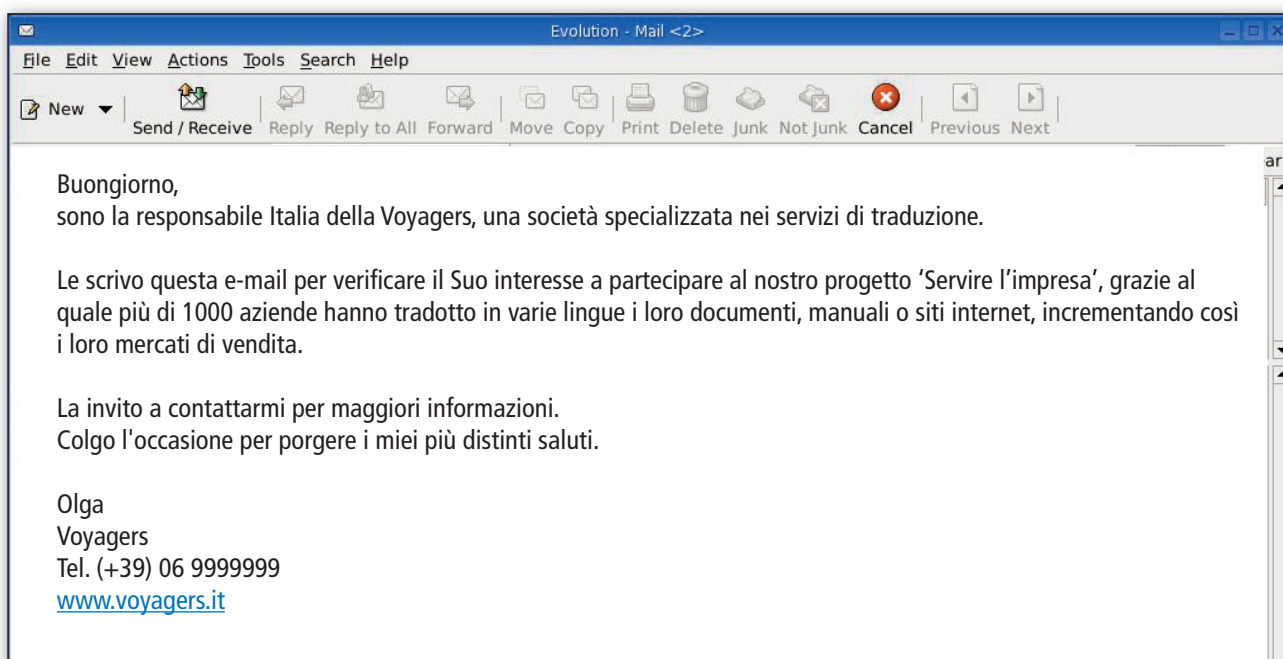 Evolution - Mail <2>
File Edit View Actions Tools Search Help
New Send / Receive Reply Reply to All Forward Move Copy Print Delete Junk Not Junk Cancel Previous Next
ar
Buongiorno,
sono la responsabile Italia della Voyagers, una società specializzata nei servizi di traduzione.
Le scrivo questa e-mail per verificare il Suo interesse a partecipare al nostro progetto ‘Servire l’impresa’, grazie al
quale più di 1000 aziende hanno tradotto in varie lingue i loro documenti, manuali o siti internet, incrementando così
i loro mercati di vendita.
La invito a contattarmi per maggiori informazioni.
Colgo l'occasione per porgere i miei più distinti saluti.
Olga
Voyagers
Tel. (+39) 06 9999999
www.voyagers.it